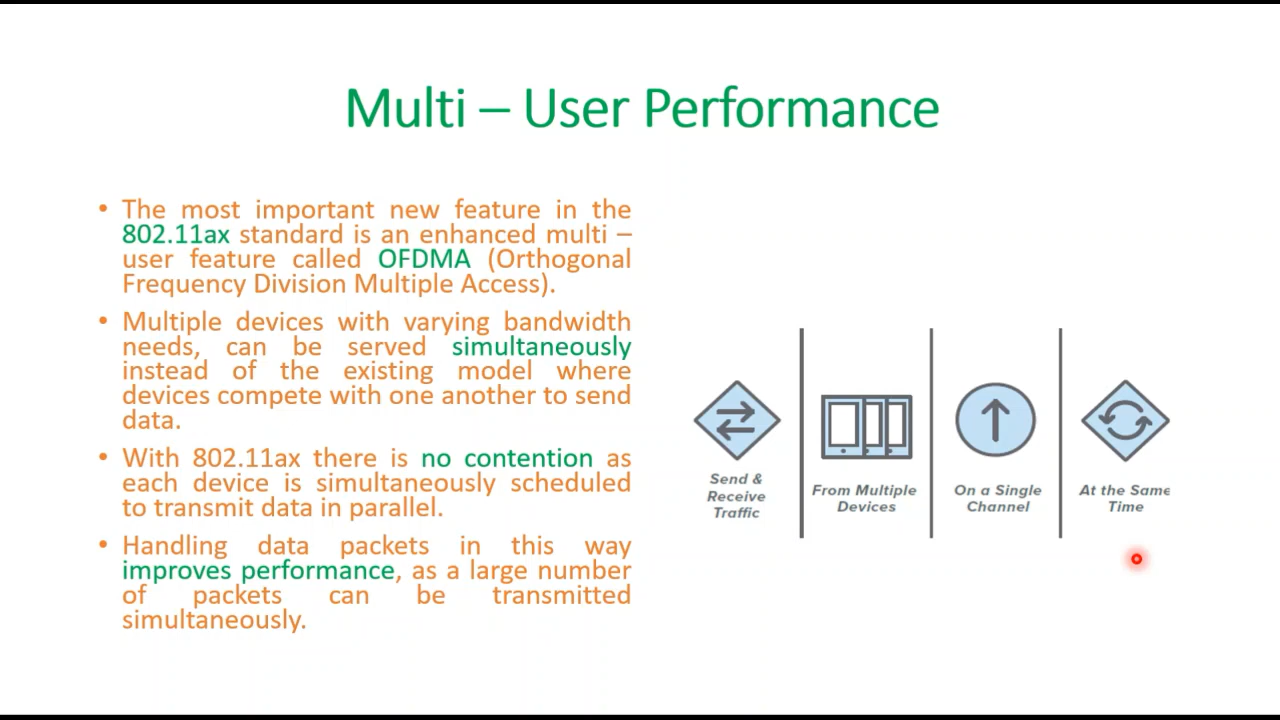 Multi – User Performance
• The most important new feature in the
802.11ax standard is an enhanced multi –
user feature called OFDMA (Orthogonal
Frequency Division Multiple Access).
• Multiple devices with varying bandwidth
needs, can be served simultaneously
instead of the existing model where
devices compete with one another to send
data.
• With 802.11ax there is no contention as
each device is simultaneously scheduled
to transmit data in parallel.
• Handling data packets in this way
improves performance, as a large number
of packets can be transmitted
simultaneously.
Send &
Receive
Traffic
From Multiple
Devices
On a Single
Channel
At the Same
Time